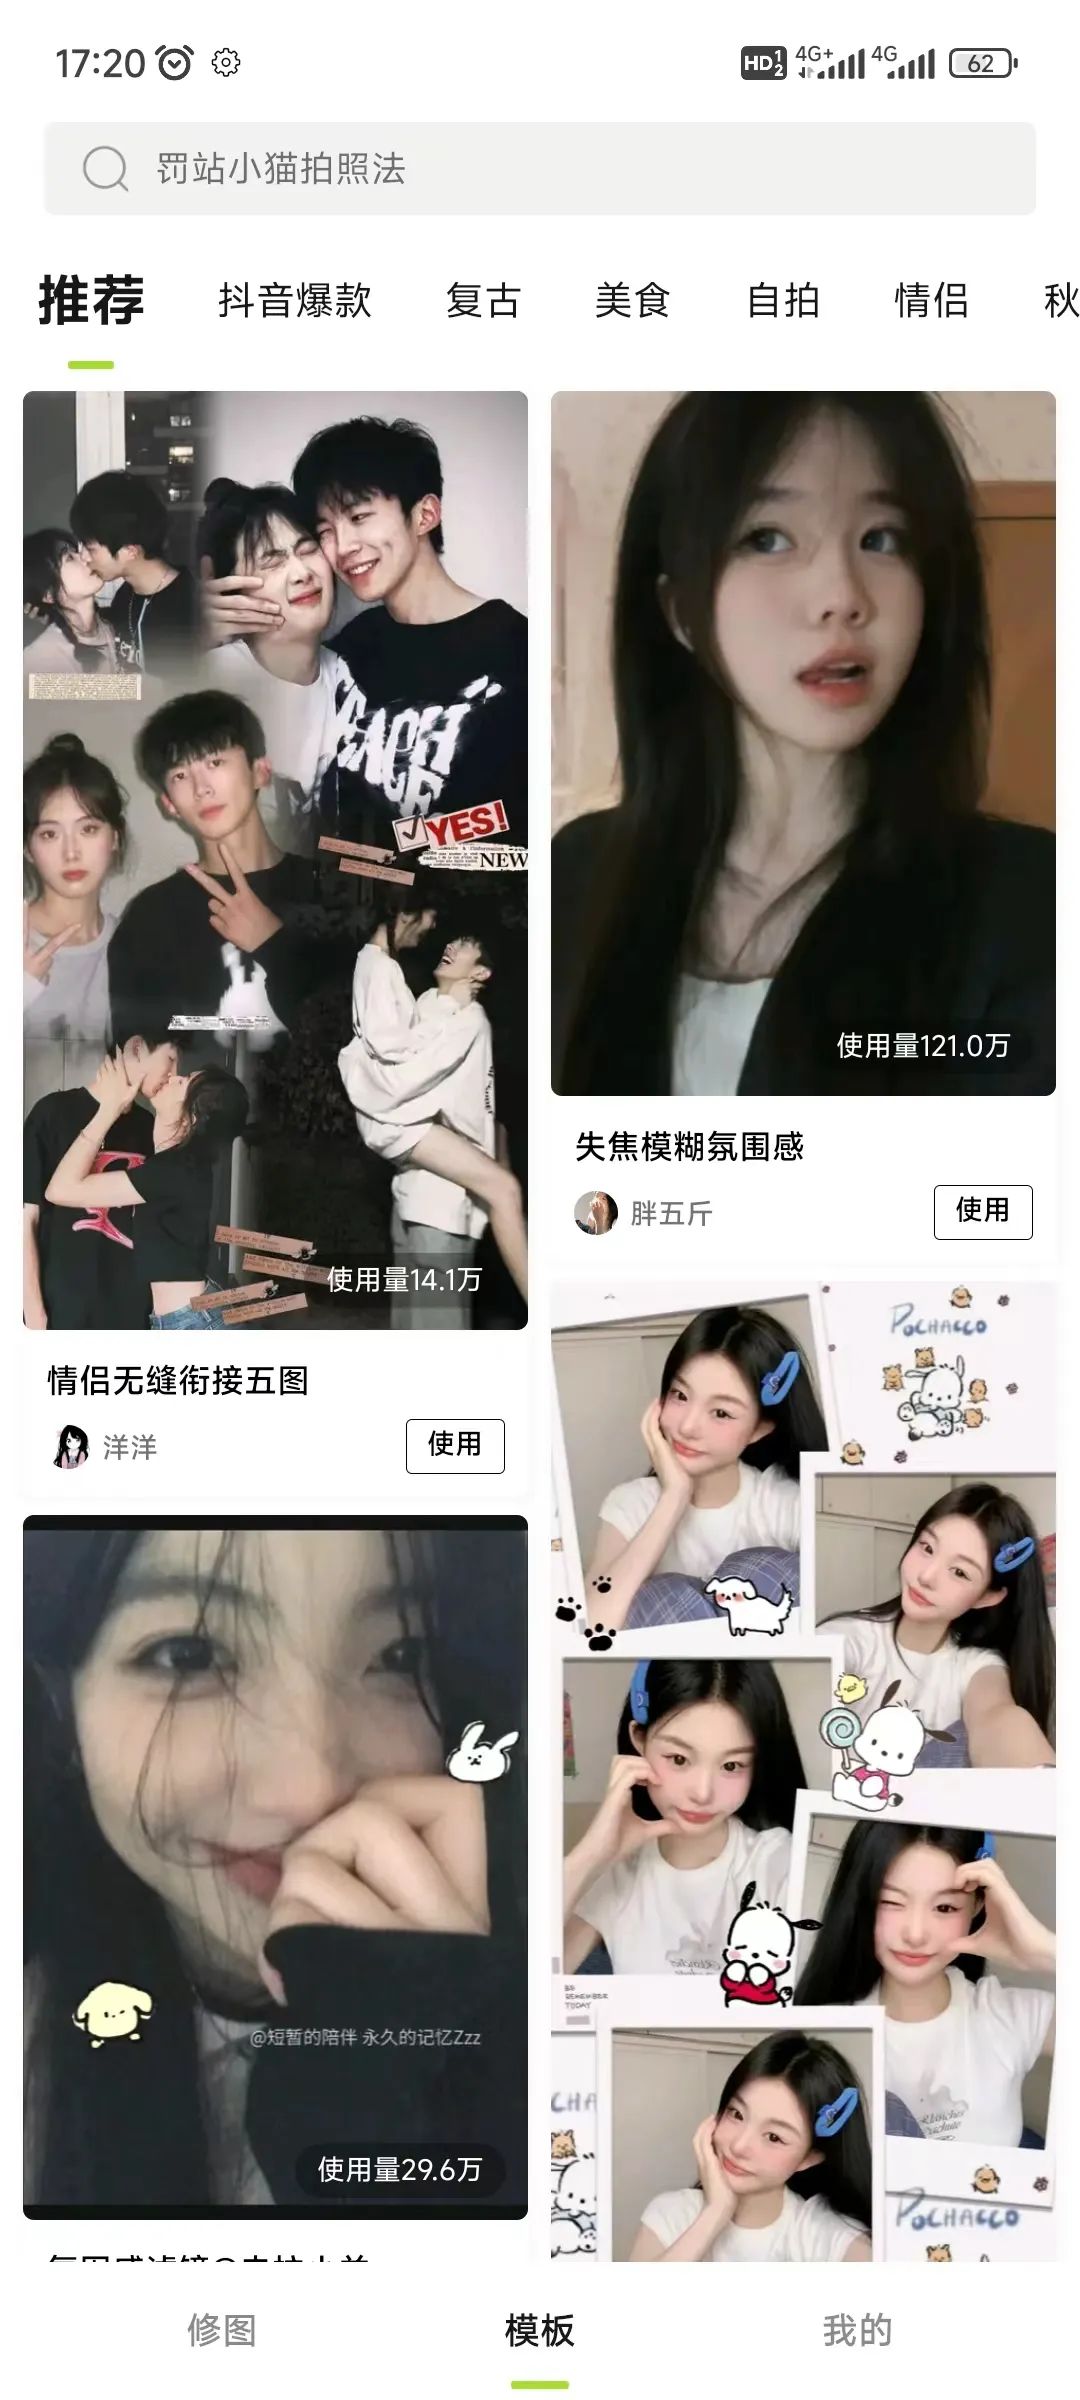 17:20
HD 1 2 4G+ 4G 62
罚站小猫拍照法
推荐 抖音爆款 复古 美食 自拍 情侣 秋
YES!
NEW
使用量14.1万
情侣无缝衔接五图
洋洋 使用
使用量121.0万
失焦模糊氛围感
胖五斤 使用
@短暂的陪伴 永久的记忆Zzz
使用量29.6万
POCHACCO
BE
REMEMBER
TODAY
POCHACCO
修图 模板 我的